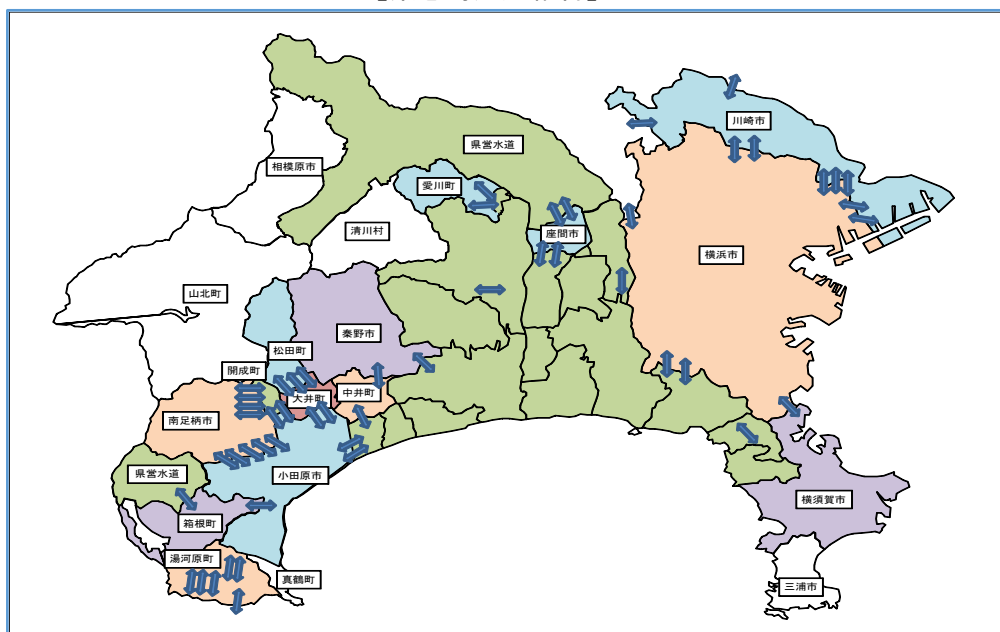 川崎市
県営水道
相模原市
愛川町
清川村
座間市
横浜市
山北町
秦野市
松田町
開成町
大井町
中井町
南足柄市
県営水道
小田原市
横須賀市
箱根町
湯河原町
真鶴町
三浦市